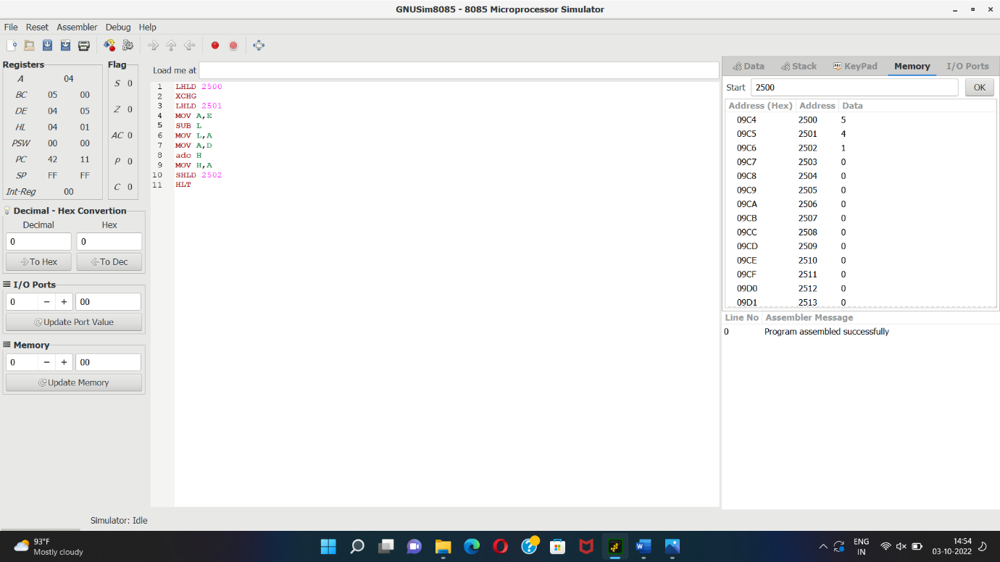 GNUSim8085 - 8085 Microprocessor Simulator
File Reset Assembler Debug Help
Registers
A 04
BC 05 00
DE 04 05
HL 04 01
PSW 00 00
PC 42 11
SP FF FF
Int-Reg 00
Flag
S 0
Z 0
AC 0
P 0
C 0
Decimal - Hex Convertion
Decimal Hex
0 0
To Hex To Dec
I/O Ports
0 − + 00
Update Port Value
Memory
0 − + 00
Update Memory
Load me at
1 LHLD 2500
2 XCHG
3 LHLD 2501
4 MOV A,E
5 SUB L
6 MOV L,A
7 MOV A,D
8 adc H
9 MOV H,A
10 SHLD 2502
11 HLT
Data Stack Abc KeyPad Memory I/O Ports
Start 2500 OK
Address (Hex) Address Data
09C4 2500 5
09C5 2501 4
09C6 2502 1
09C7 2503 0
09C8 2504 0
09C9 2505 0
09CA 2506 0
09CB 2507 0
09CC 2508 0
09CD 2509 0
09CE 2510 0
09CF 2511 0
09D0 2512 0
09D1 2513 0
Line No Assembler Message
0 Program assembled successfully
Simulator: Idle
93°F
Mostly cloudy
ENG
IN
14:54
03-10-2022